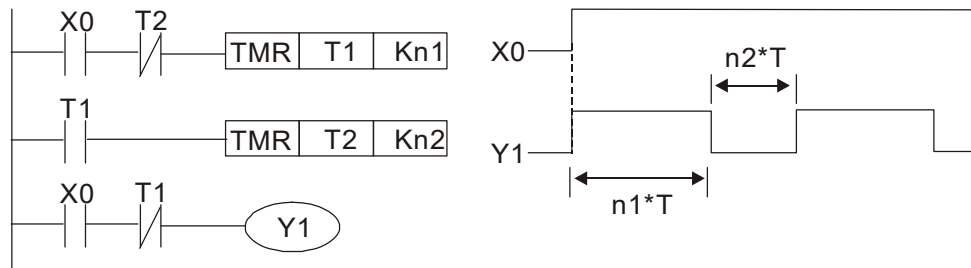 X0 T2
TMR T1 Kn1
T1
TMR T2 Kn2
X0 T1
Y1
X0
n2*T
Y1
n1*T